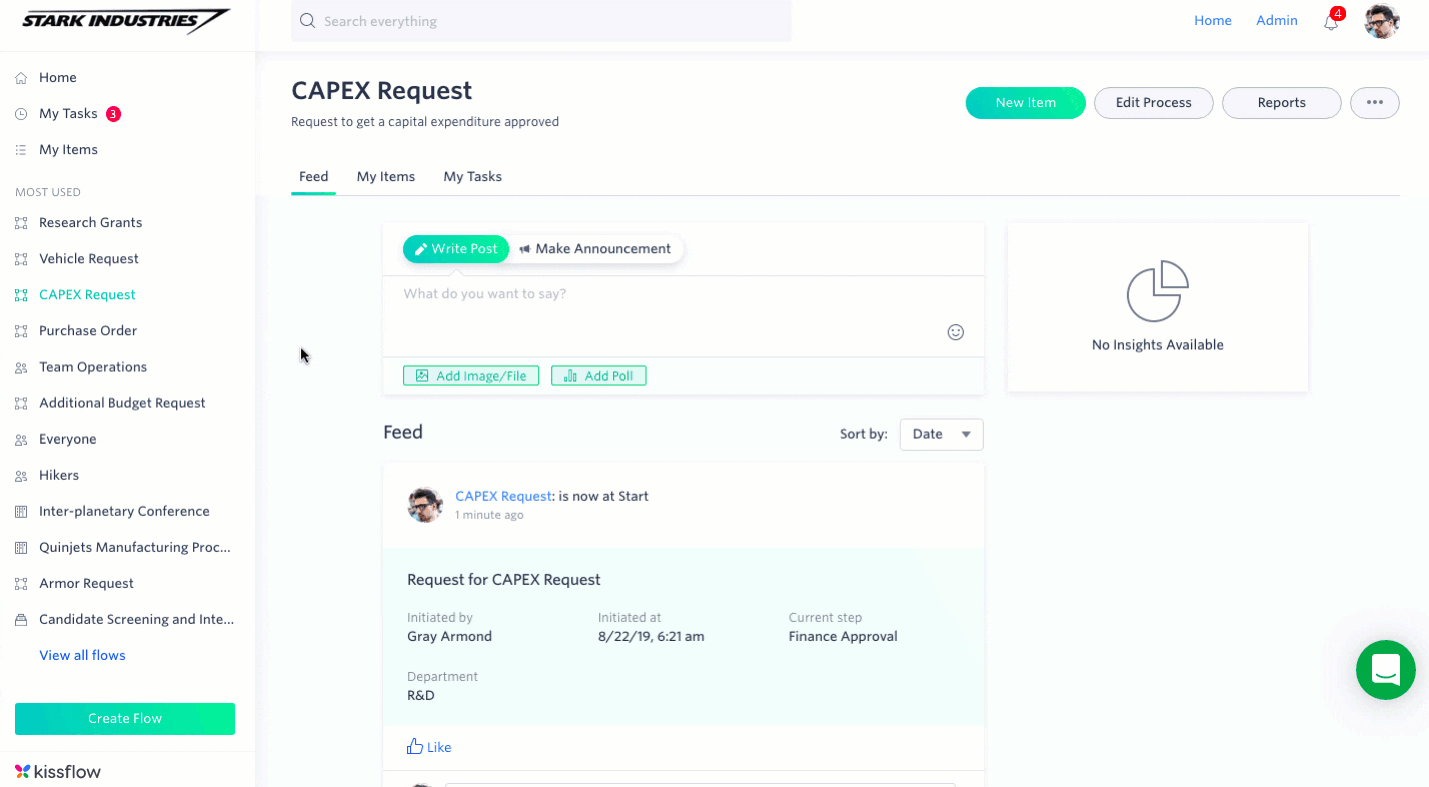 STARK INDUSTRIES
Search everything
Home
Admin
4
Home
My Tasks 3
My Items
MOST USED
Research Grants
Vehicle Request
CAPEX Request
Purchase Order
Team Operations
Additional Budget Request
Everyone
Hikers
Inter-planetary Conference
Quinjets Manufacturing Proc...
Armor Request
Candidate Screening and Inte...
View all flows
Create Flow
kissflow
CAPEX Request
Request to get a capital expenditure approved
New Item
Edit Process
Reports
Feed
My Items
My Tasks
Write Post
Make Announcement
What do you want to say?
Add Image/File
Add Poll
No Insights Available
Feed
Sort by:
Date
CAPEX Request: is now at Start
1 minute ago
Request for CAPEX Request
Initiated by
Gray Armond
Initiated at
8/22/19, 6:21 am
Current step
Finance Approval
Department
R&D
Like